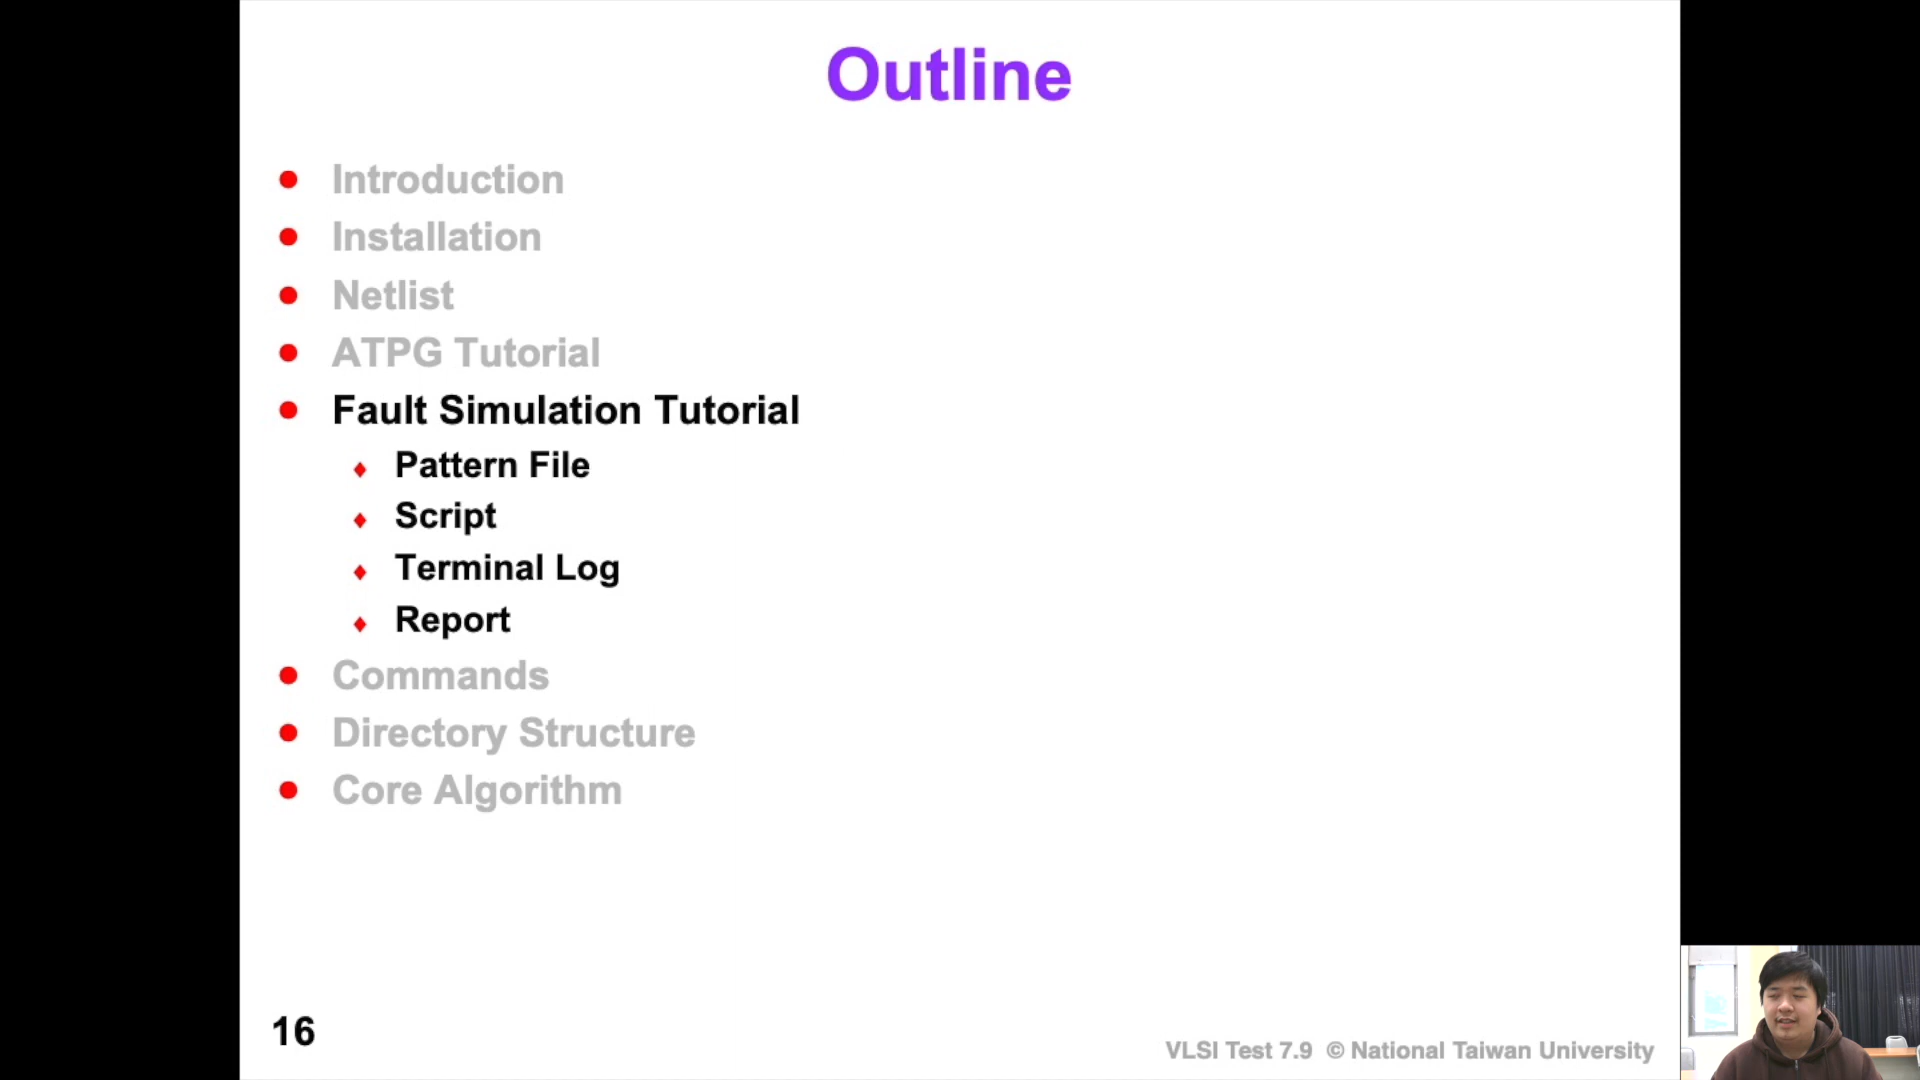 Outline
Introduction
Installation
Netlist
ATPG Tutorial
Fault Simulation Tutorial
Pattern File
Script
Terminal Log
Report
Commands
Directory Structure
Core Algorithm
16
VLSI Test 7.9 © National Taiwan University